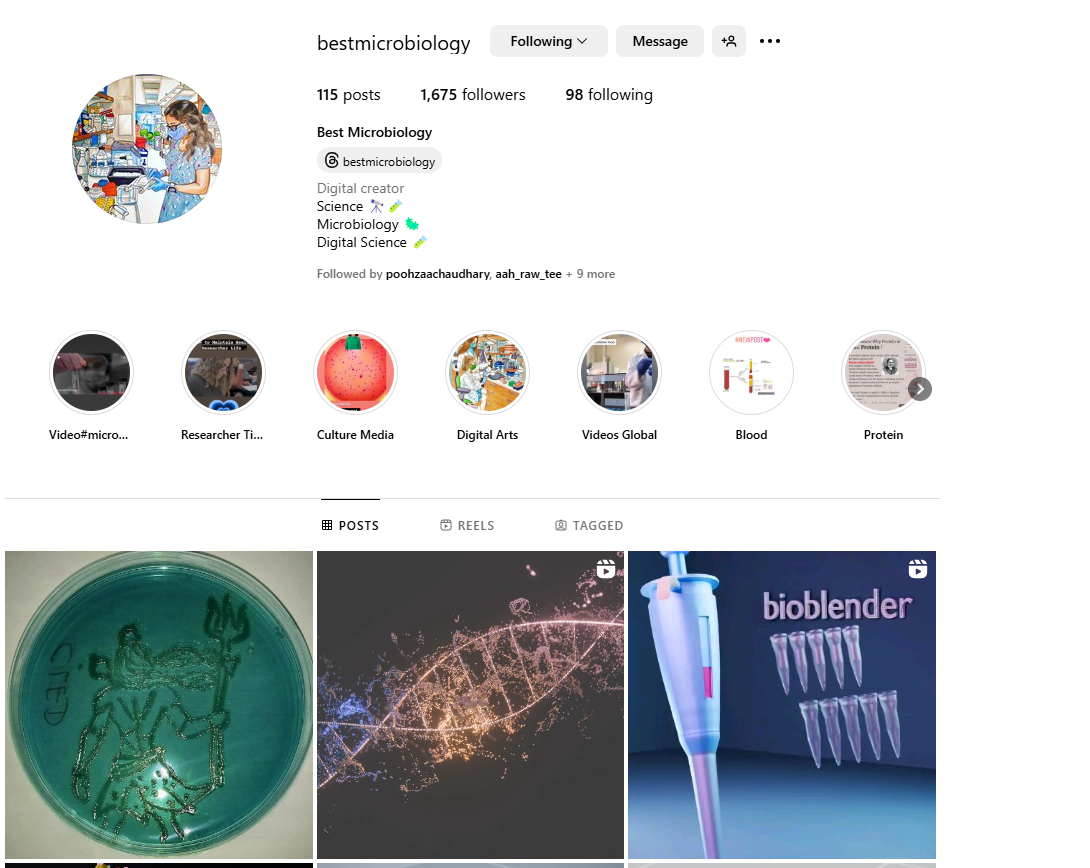 bestmicrobiology Following Message
115 posts 1,675 followers 98 following
Best Microbiology
bestmicrobiology
Digital creator
Science
Microbiology
Digital Science
Followed by poohzaachaudhary, aah_raw_tee + 9 more
#NEWPOST
Video#micro... Researcher Ti... Culture Media Digital Arts Videos Global Blood Protein
POSTS REELS TAGGED
bioblender